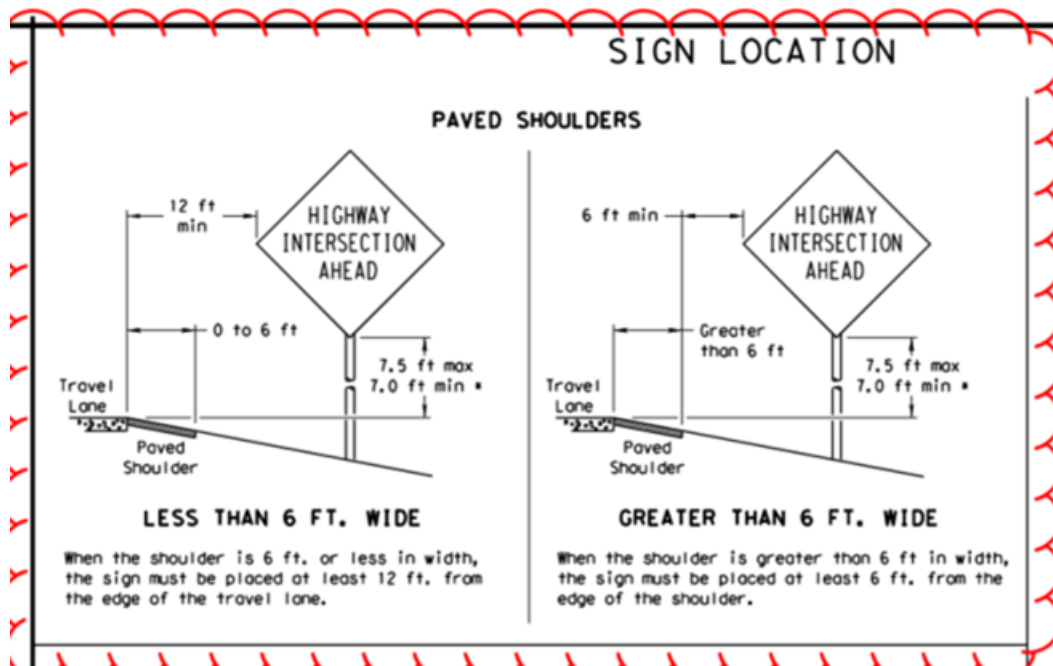 SIGN LOCATION
PAVED SHOULDERS
12 ft
min
HIGHWAY
INTERSECTION
AHEAD
0 to 6 ft
7.5 ft max
7.0 ft min *
Travel
Lane
Paved
Shoulder
LESS THAN 6 FT. WIDE
When the shoulder is 6 ft. or less in width,
the sign must be placed at least 12 ft. from
the edge of the travel lane.
6 ft min
HIGHWAY
INTERSECTION
AHEAD
Greater
than 6 ft
7.5 ft max
7.0 ft min *
Travel
Lane
Paved
Shoulder
GREATER THAN 6 FT. WIDE
When the shoulder is greater than 6 ft in width,
the sign must be placed at least 6 ft. from the
edge of the shoulder.